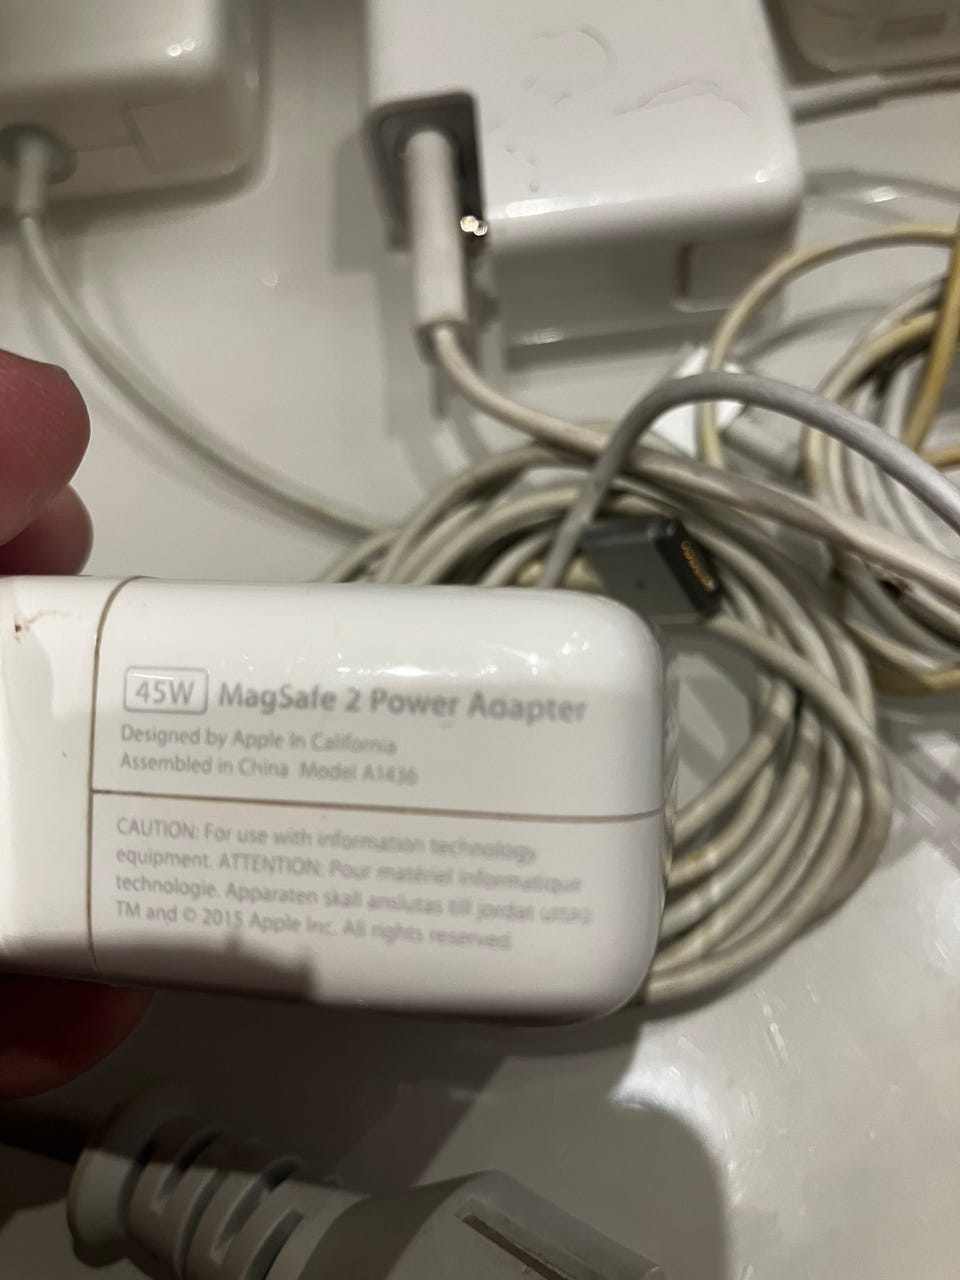 45W MagSafe 2 Power Adapter
Designed by Apple in California
Assembled in China Model A1436
CAUTION: For use with information technology
equipment. ATTENTION: Pour matériel informatique
technologie. Apparaten skall anslutas till jordat uttag
TM and © 2015 Apple Inc. All rights reserved.